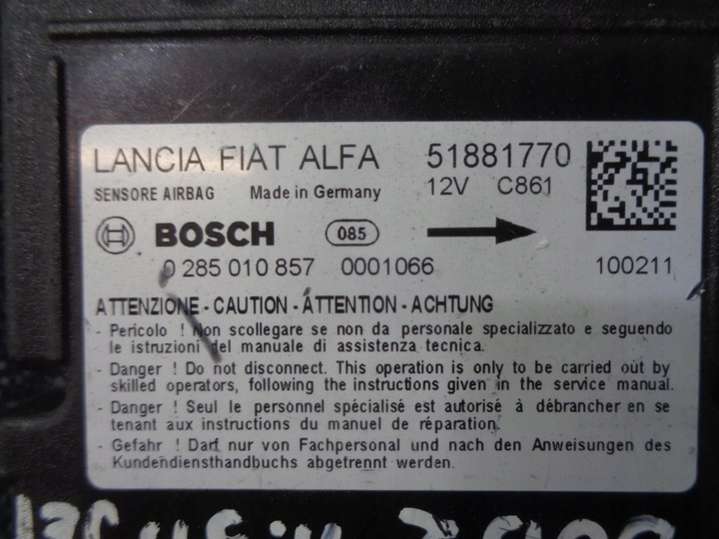 LANCIA FIAT ALFA 51881770
SENSORE AIRBAG Made in Germany 12V C861
BOSCH 085
0 285 010 857 0001066 100211
ATTENZIONE - CAUTION - ATTENTION - ACHTUNG
- Pericolo ! Non scollegare se non da personale specializzato e seguendo
le istruzioni del manuale di assistenza tecnica.
- Danger ! Do not disconnect. This operation is only to be carried out by
skilled operators, following the instructions given in the service manual.
- Danger ! Seul le personnel spécialisé est autorisé à débrancher en se
tenant aux instructions du manuel de réparation.
- Gefahr ! Darf nur von Fachpersonal und nach den Anweisungen des
Kundendiensthandbuchs abgetrennt werden.